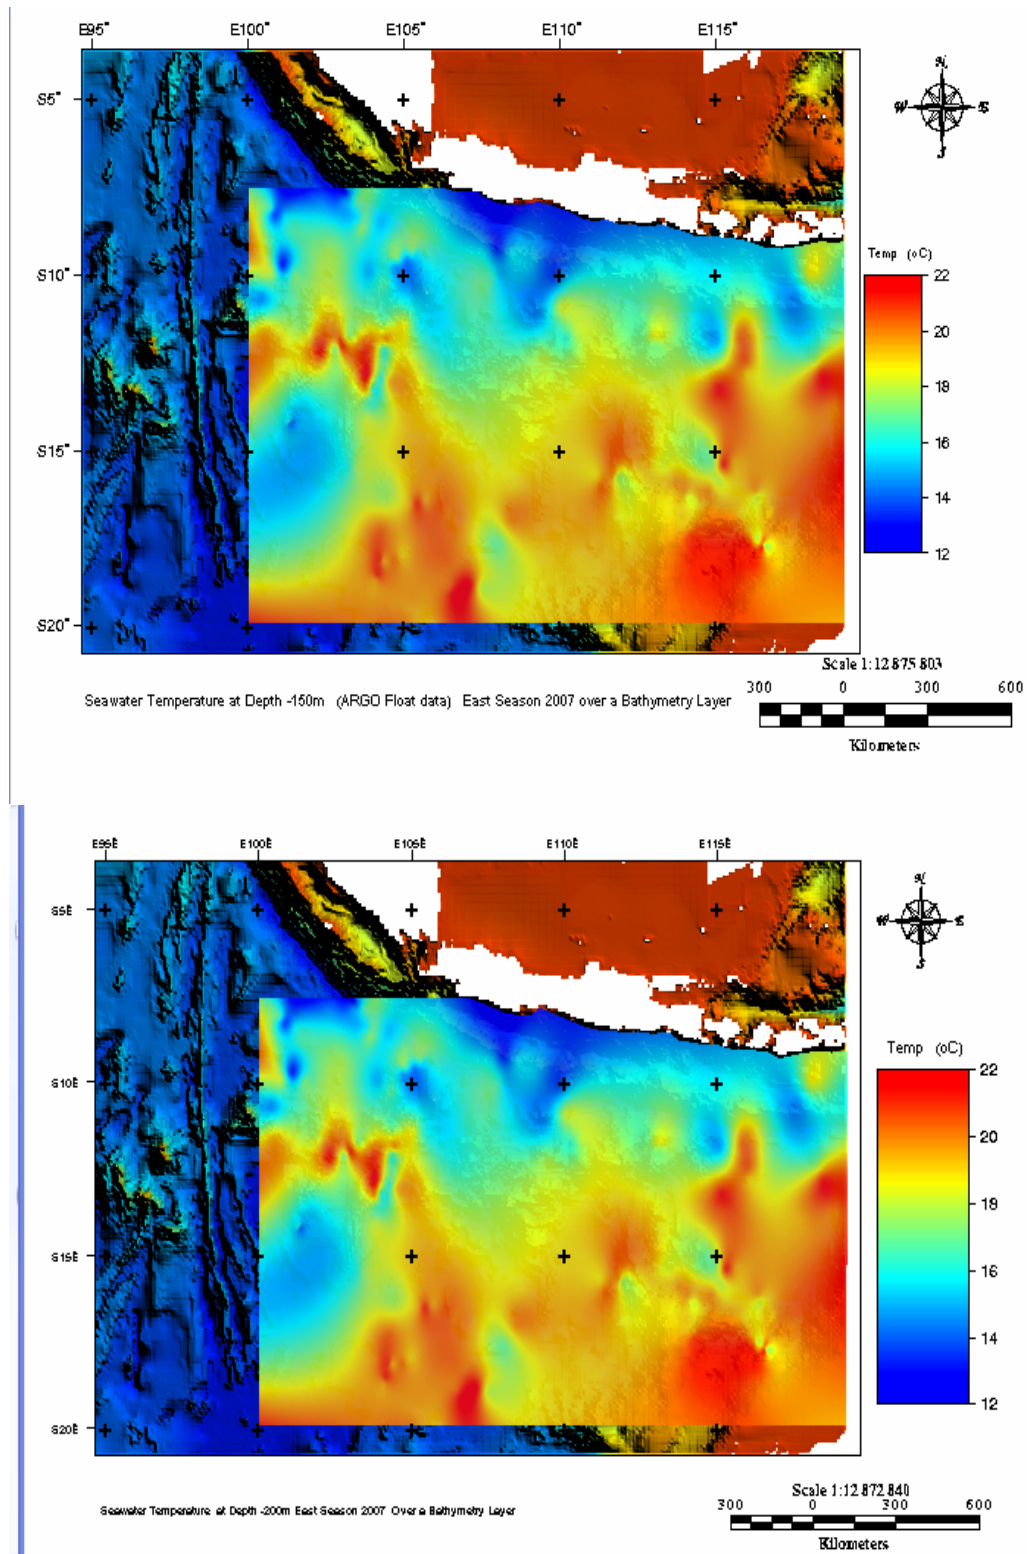 E95° E100° E105° E110° E115°
N
W E
S
S5°
S10°
S15°
S20°
Temp (oC)
22
20
18
16
14
12
Scale 1:12 875 803
300 0 300 600
Kilometers
Seawater Temperature at Depth -150m (ARGO Float data) East Season 2007 over a Bathymetry Layer
E95E E100E E105E E110E E115E
N
W E
S
S5E
S10E
S15E
S20E
Temp (oC)
22
20
18
16
14
12
Scale 1:12 872 840
300 0 300 600
Kilometers
Seawater Temperature at Depth -200m East Season 2007 Over a Bathymetry Layer